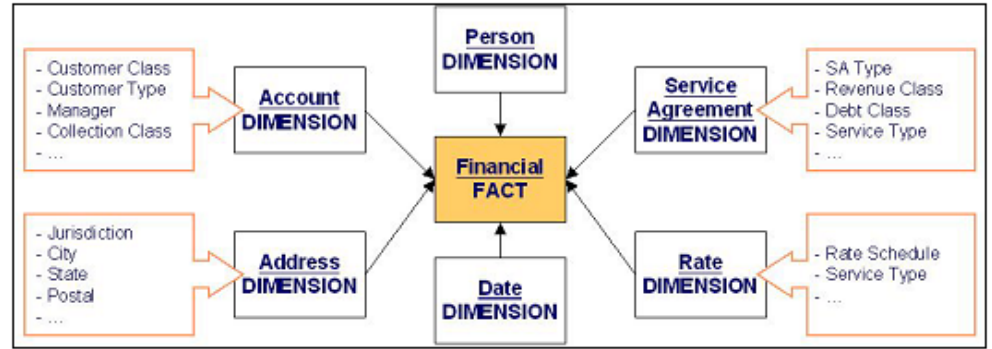 Person
DIMENSION
- Customer Class
- Customer Type
- Manager
- Collection Class
- ...
Account
DIMENSION
Service
Agreement
DIMENSION
- SA Type
- Revenue Class
- Debt Class
- Service Type
- ...
Financial
FACT
- Jurisdiction
- City
- State
- Postal
- ...
Address
DIMENSION
Date
DIMENSION
Rate
DIMENSION
- Rate Schedule
- Service Type
- ...